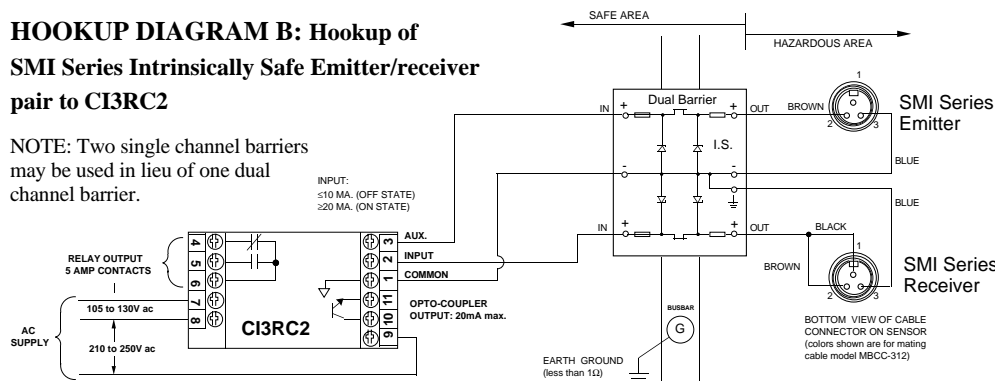 HOOKUP DIAGRAM B: Hookup of
SMI Series Intrinsically Safe Emitter/receiver
pair to CI3RC2
NOTE: Two single channel barriers
may be used in lieu of one dual
channel barrier.
SAFE AREA
HAZARDOUS AREA
INPUT:
≤10 MA. (OFF STATE)
≥20 MA. (ON STATE)
RELAY OUTPUT
5 AMP CONTACTS
AC
SUPPLY
105 to 130V ac
210 to 250V ac
4
5
6
7
8
CI3RC2
3
2
1
11
10
9
AUX.
INPUT
COMMON
OPTO-COUPLER
OUTPUT: 20mA max.
IN
+
Dual Barrier
+
OUT
I.S.
-
-
IN
+
+
OUT
BROWN
BLUE
BLUE
BLACK
BROWN
1
2
3
SMI Series
Emitter
1
2
3
SMI Series
Receiver
BUSBAR
G
EARTH GROUND
(less than 1Ω)
BOTTOM VIEW OF CABLE
CONNECTOR ON SENSOR
(colors shown are for mating
cable model MBCC-312)